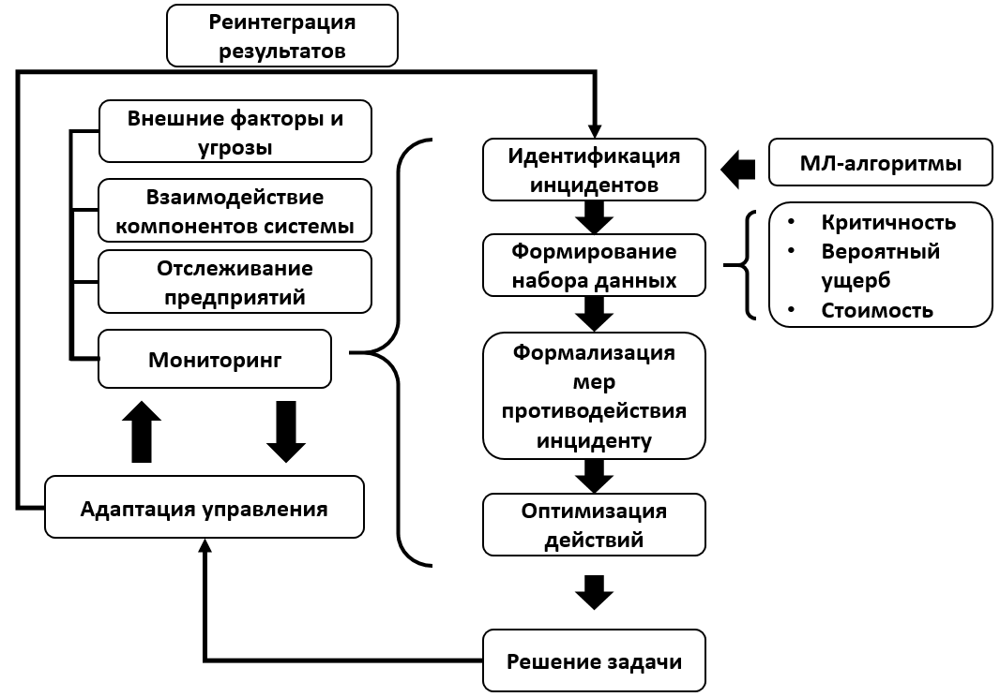 Реинтеграция
результатов
Внешние факторы и
угрозы
Взаимодействие
компонентов системы
Отслеживание
предприятий
Мониторинг
Адаптация управления
Идентификация
инцидентов
Формирование
набора данных
Формализация
мер
противодействия
инциденту
Оптимизация
действий
Решение задачи
МЛ-алгоритмы
• Критичность
• Вероятный
ущерб
• Стоимость